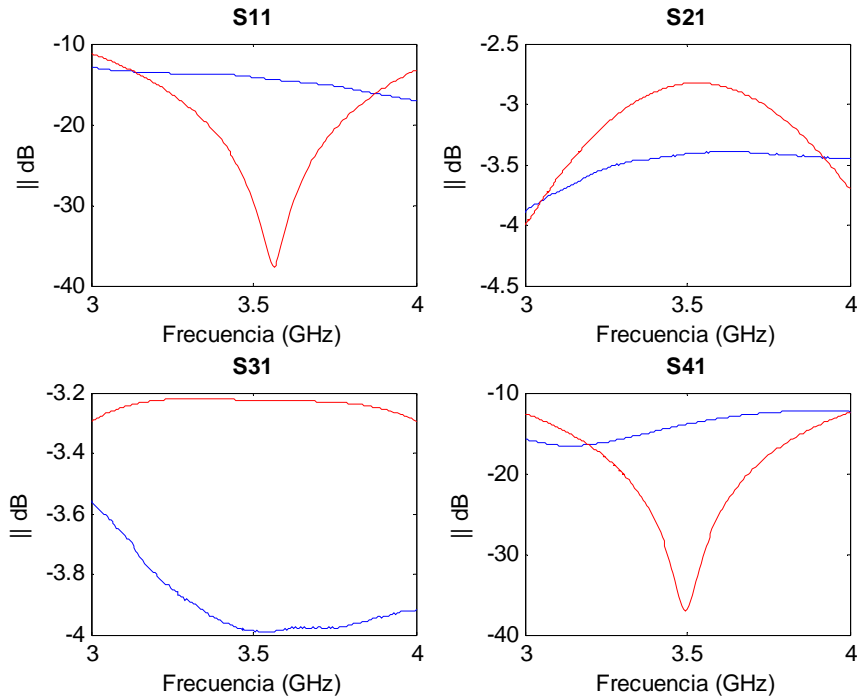 S11
-10
-20
-30
-40
|| dB
3
3.5
4
Frecuencia (GHz)
S21
-2.5
-3
-3.5
-4
-4.5
|| dB
3
3.5
4
Frecuencia (GHz)
S31
-3.2
-3.4
-3.6
-3.8
-4
|| dB
3
3.5
4
Frecuencia (GHz)
S41
-10
-20
-30
-40
|| dB
3
3.5
4
Frecuencia (GHz)